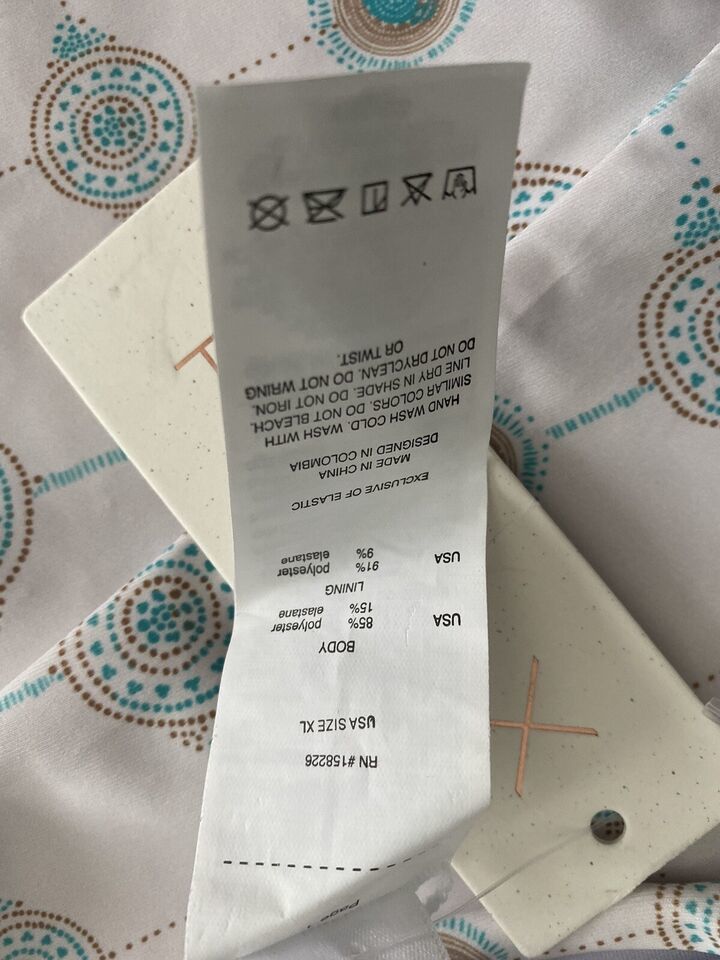 Page
RN #158226
USA SIZE XL
BODY
USA 85% polyester
15% elastane
LINING
USA 91% polyester
9% elastane
EXCLUSIVE OF ELASTIC
MADE IN CHINA
DESIGNED IN COLOMBIA
HAND WASH COLD. WASH WITH
SIMILAR COLORS. DO NOT BLEACH.
LINE DRY IN SHADE. DO NOT IRON.
DO NOT DRYCLEAN. DO NOT WRING
OR TWIST.
X